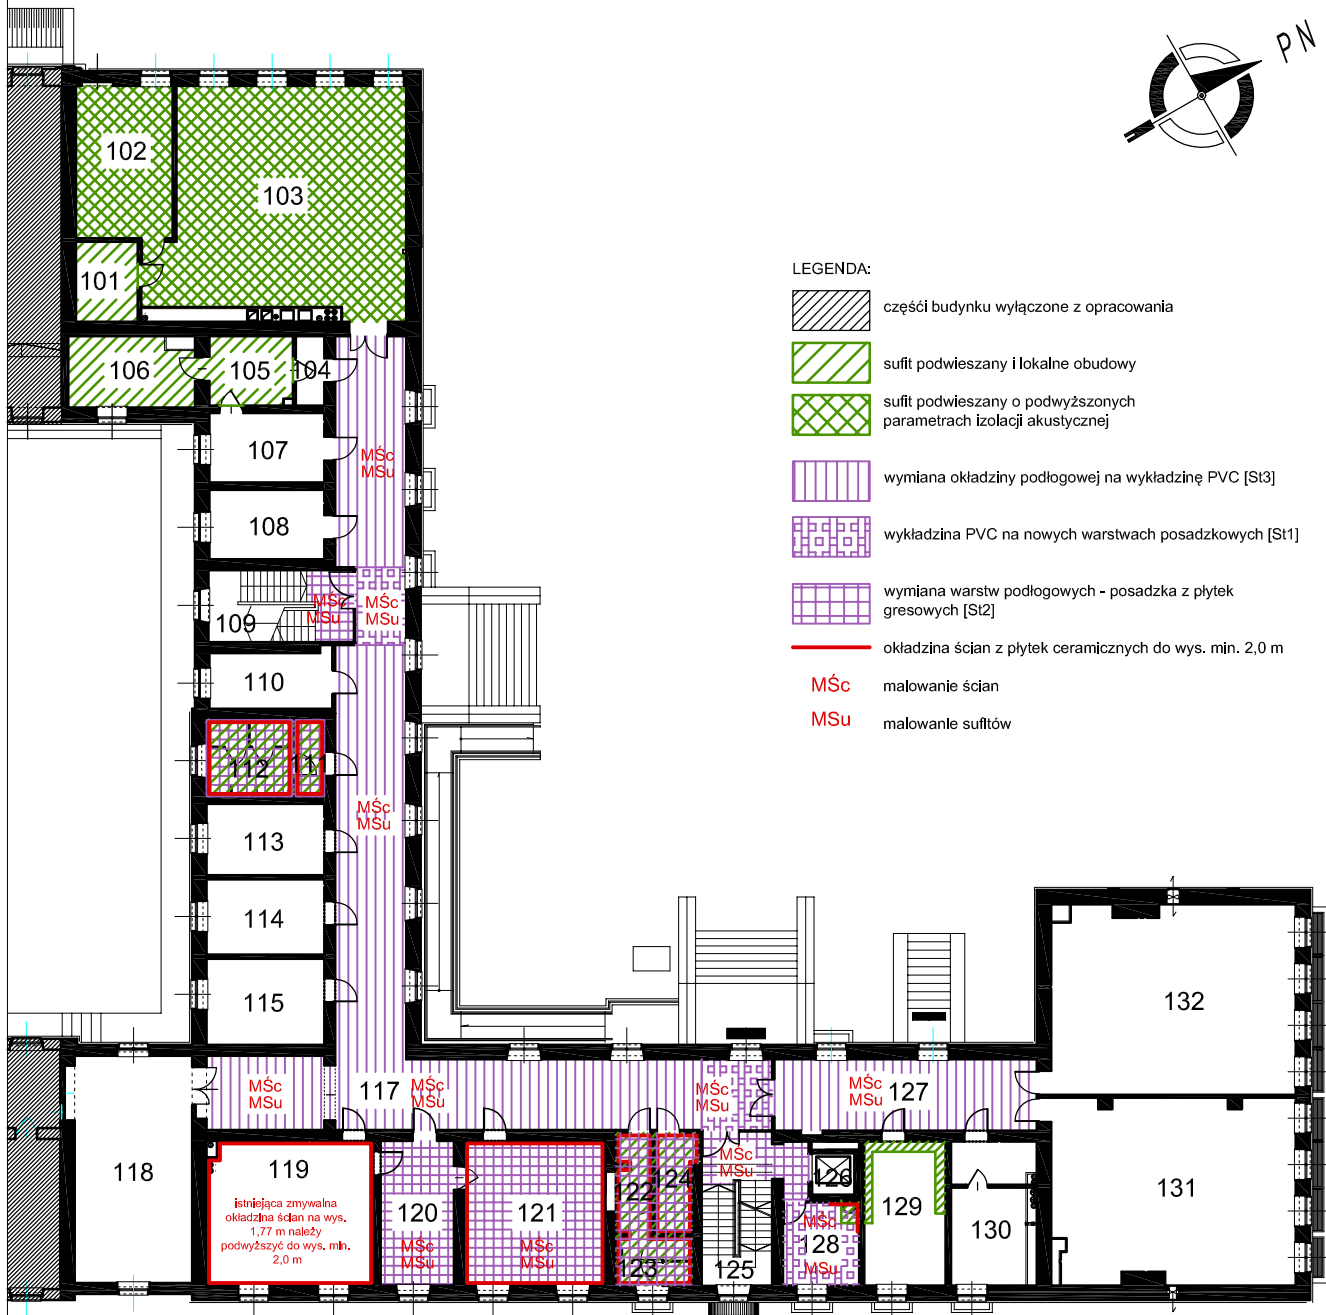 PN
102
103
101
LEGENDA:
częśći budynku wyłączone z opracowania
sufit podwieszany i lokalne obudowy
sufit podwieszany o podwyższonych
parametrach izolacji akustycznej
wymiana okładziny podłogowej na wykładzinę PVC [St3]
wykładzina PVC na nowych warstwach posadzkowych [St1]
wymiana warstw podłogowych - posadzka z płytek
gresowych [St2]
okładzina ścian z płytek ceramicznych do wys. min. 2,0 m
MŚc malowanie ścian
MSu malowanie sufitów
106
105
104
107
MŚc
MSu
108
109
MŚc
MSu
MŚc
MSu
110
112
111
MŚc
MSu
113
114
115
132
MŚc
MSu
117
MŚc
MSu
MŚc
MSu
MŚc
MSu
127
118
119
istniejąca zmywalna
okładzina ścian na wys.
1,77 m należy
podwyższyć do wys. min.
2,0 m
120
MŚc
MSu
121
MŚc
MSu
122
124
123
MŚc
MSu
125
126
MŚc
128
MSu
129
130
131